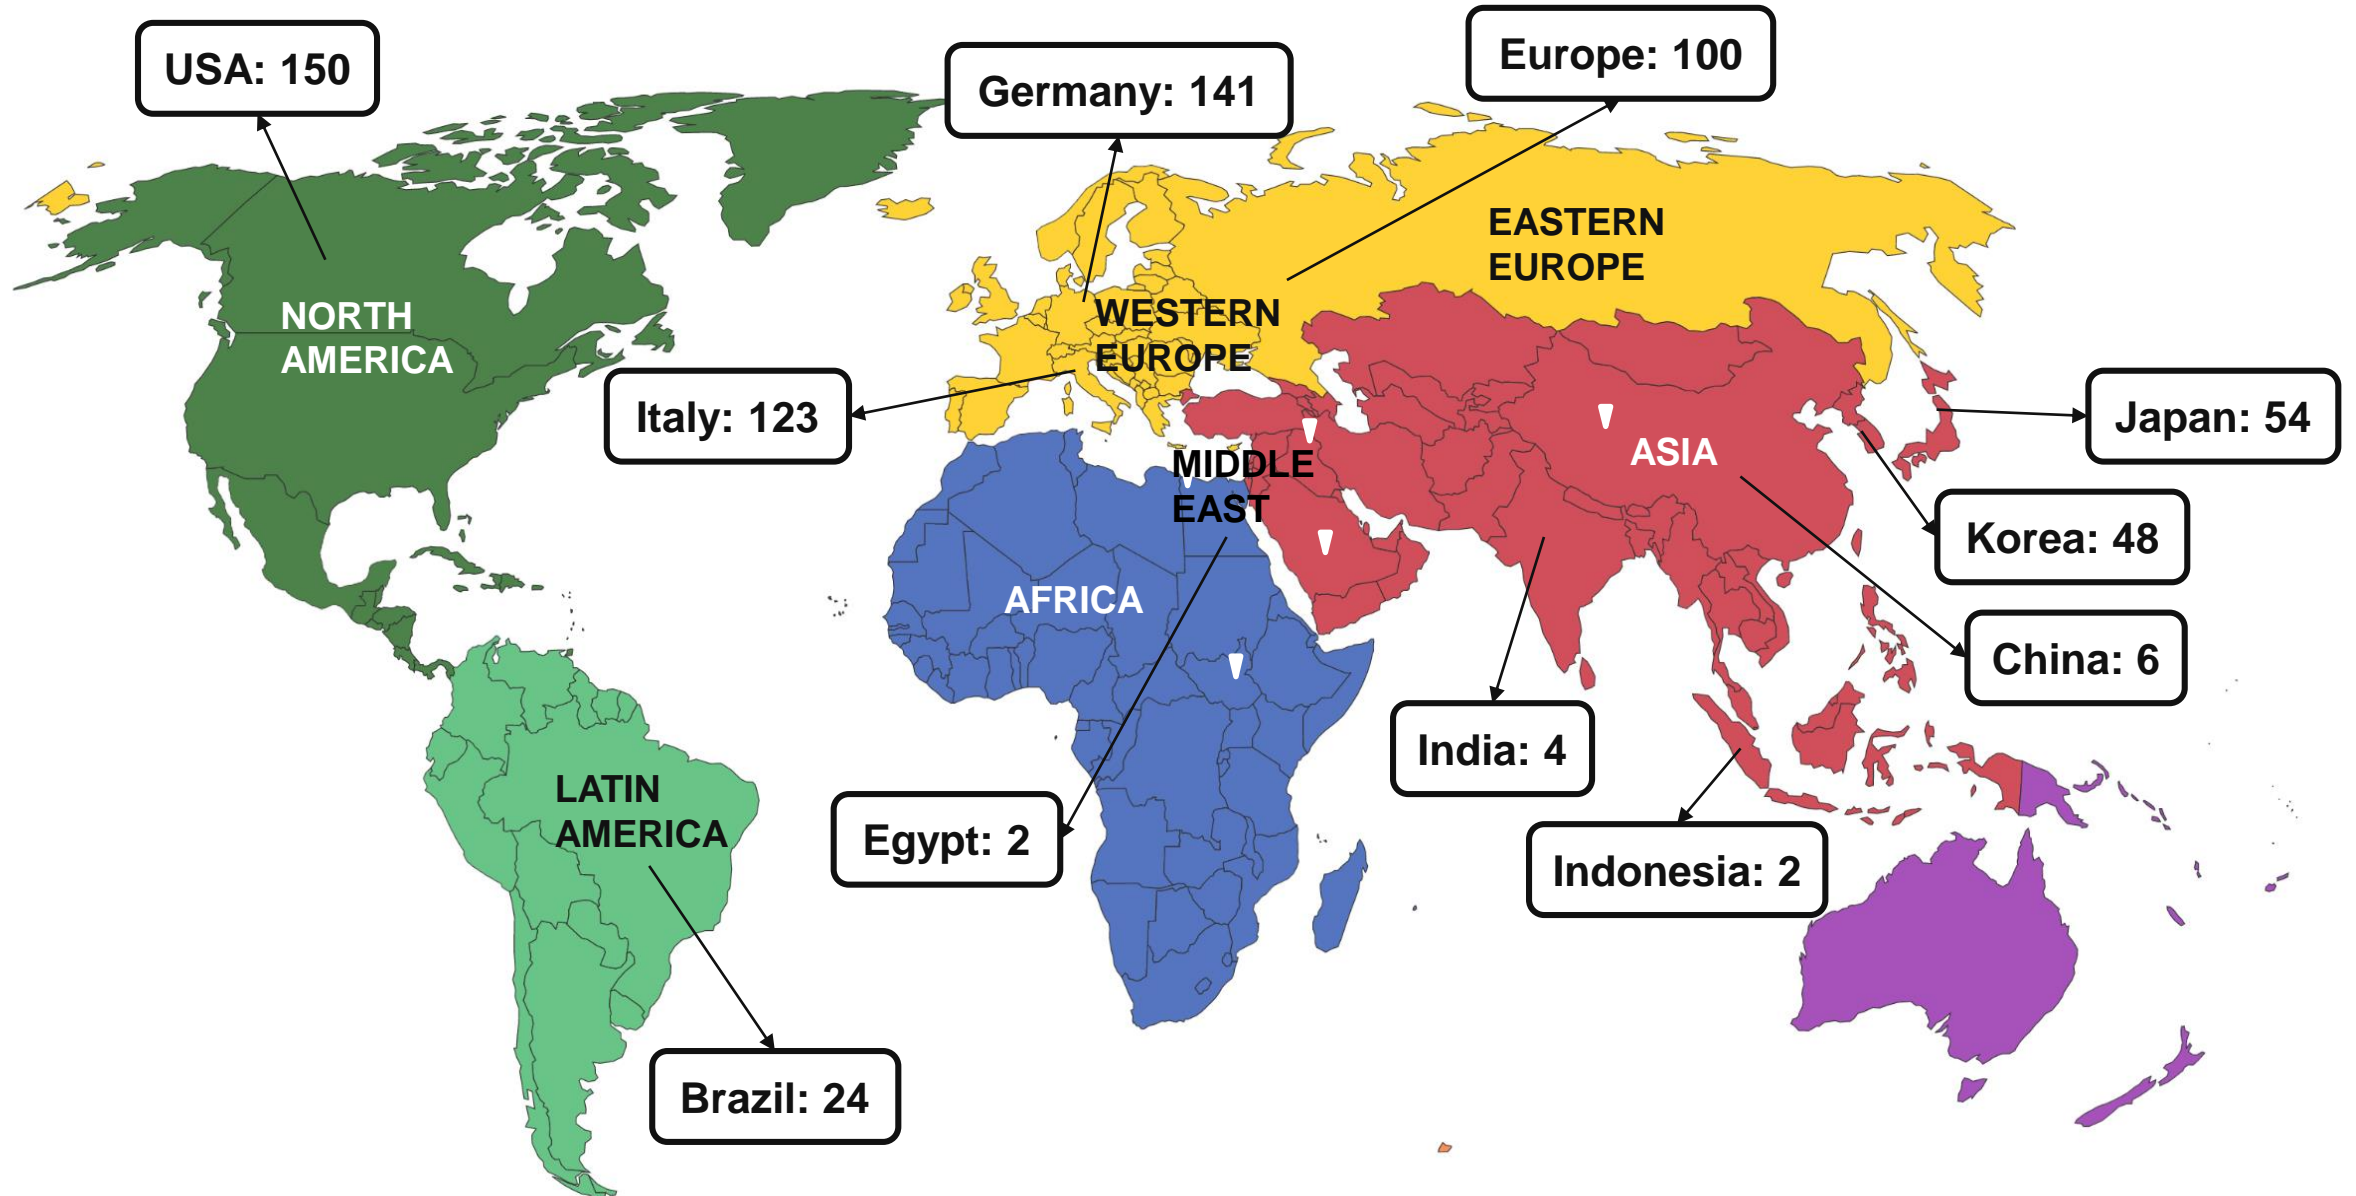 USA: 150
Germany: 141
Europe: 100
EASTERN
EUROPE
NORTH
AMERICA
WESTERN
EUROPE
Italy: 123
Japan: 54
ASIA
MIDDLE
EAST
Korea: 48
AFRICA
China: 6
India: 4
LATIN
AMERICA
Egypt: 2
Indonesia: 2
Brazil: 24